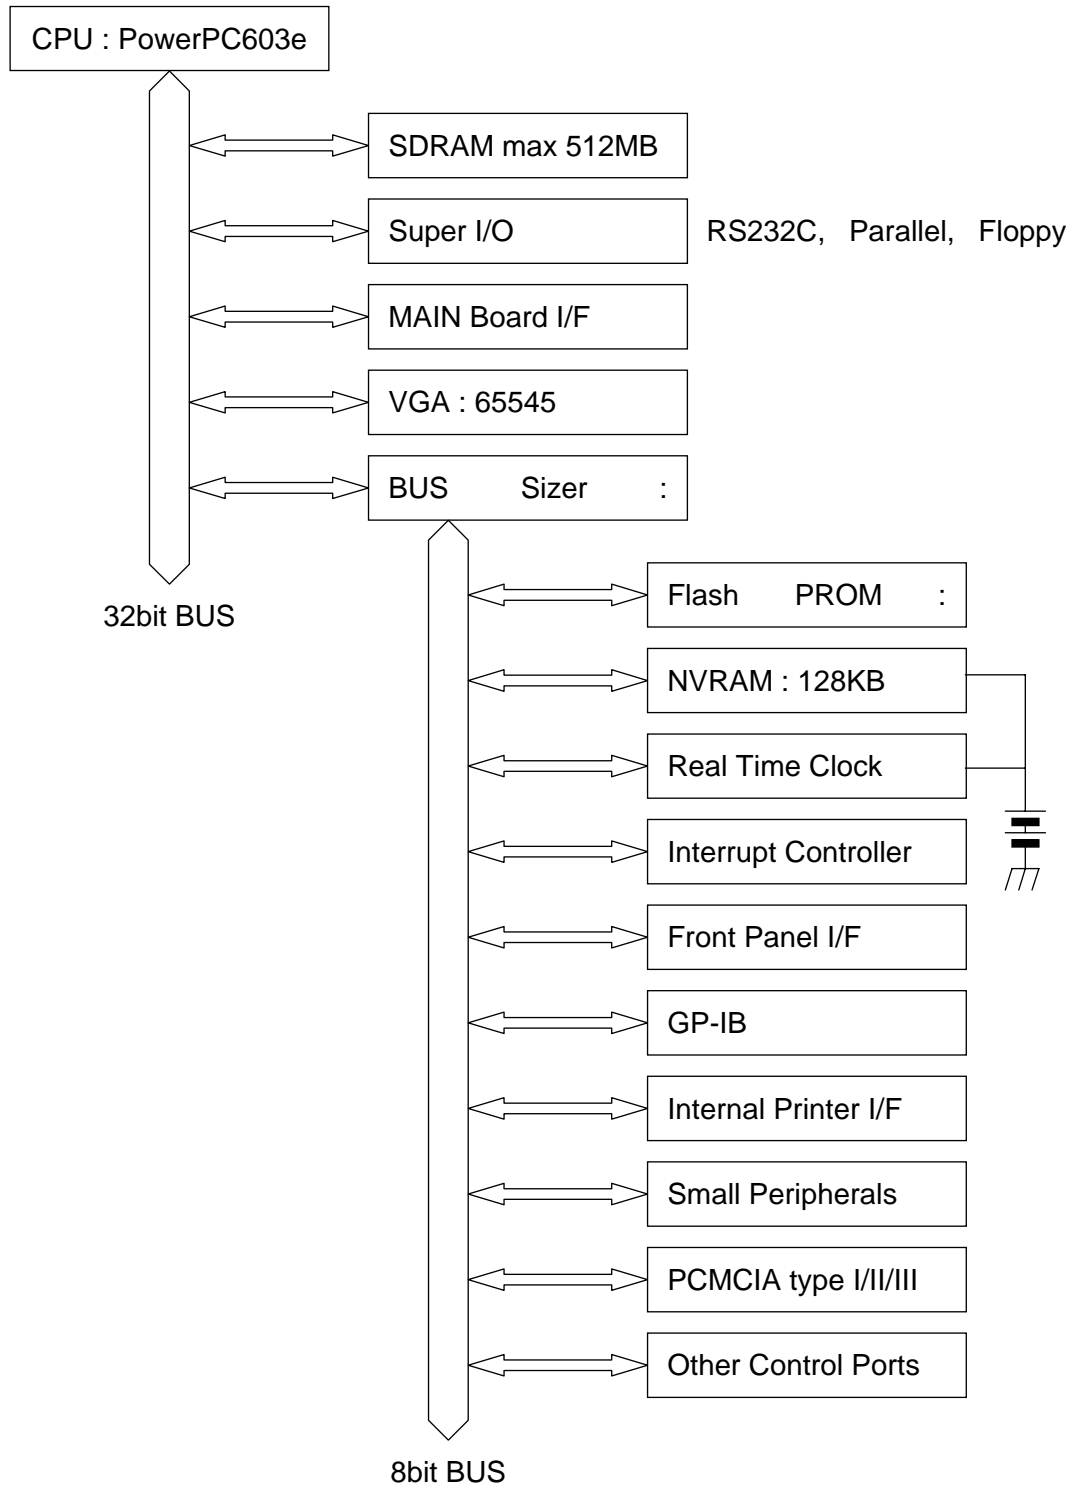 CPU : PowerPC603e
SDRAM max 512MB
Super I/O
RS232C, Parallel, Floppy
MAIN Board I/F
VGA : 65545
BUS Sizer :
32bit BUS
Flash PROM :
NVRAM : 128KB
Real Time Clock
Interrupt Controller
Front Panel I/F
GP-IB
Internal Printer I/F
Small Peripherals
PCMCIA type I/II/III
Other Control Ports
8bit BUS